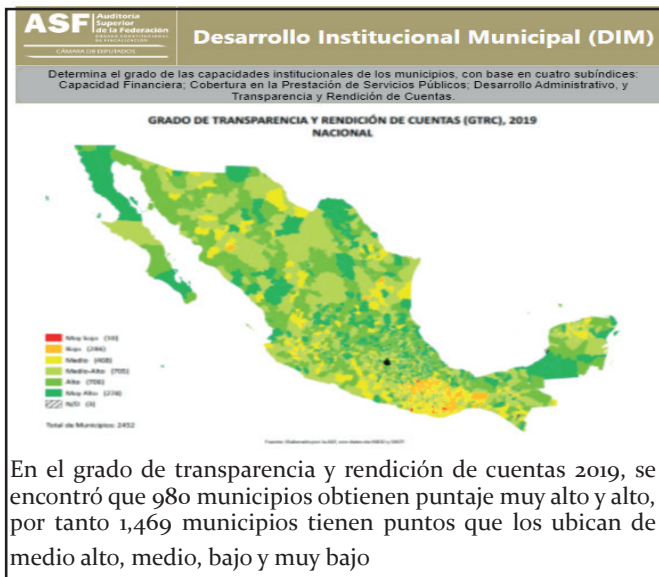 ASF Auditoría
Superior
de la Federación
CÁMARA DE DIPUTADOS
Desarrollo Institucional Municipal (DIM)
Determina el grado de las capacidades institucionales de los municipios, con base en cuatro subíndices:
Capacidad Financiera; Cobertura en la Prestación de Servicios Públicos; Desarrollo Administrativo, y
Transparencia y Rendición de Cuentas.
GRADO DE TRANSPARENCIA Y RENDICIÓN DE CUENTAS (GTRC), 2019
NACIONAL
Muy bajo
Bajo
Medio
Medio-Alto (705)
Alto
Muy Alto
N/D (3)
Total de Municipios: 2452
En el grado de transparencia y rendición de cuentas 2019, se
encontró que 980 municipios obtienen puntaje muy alto y alto,
por tanto 1,469 municipios tienen puntos que los ubican de
medio alto, medio, bajo y muy bajo